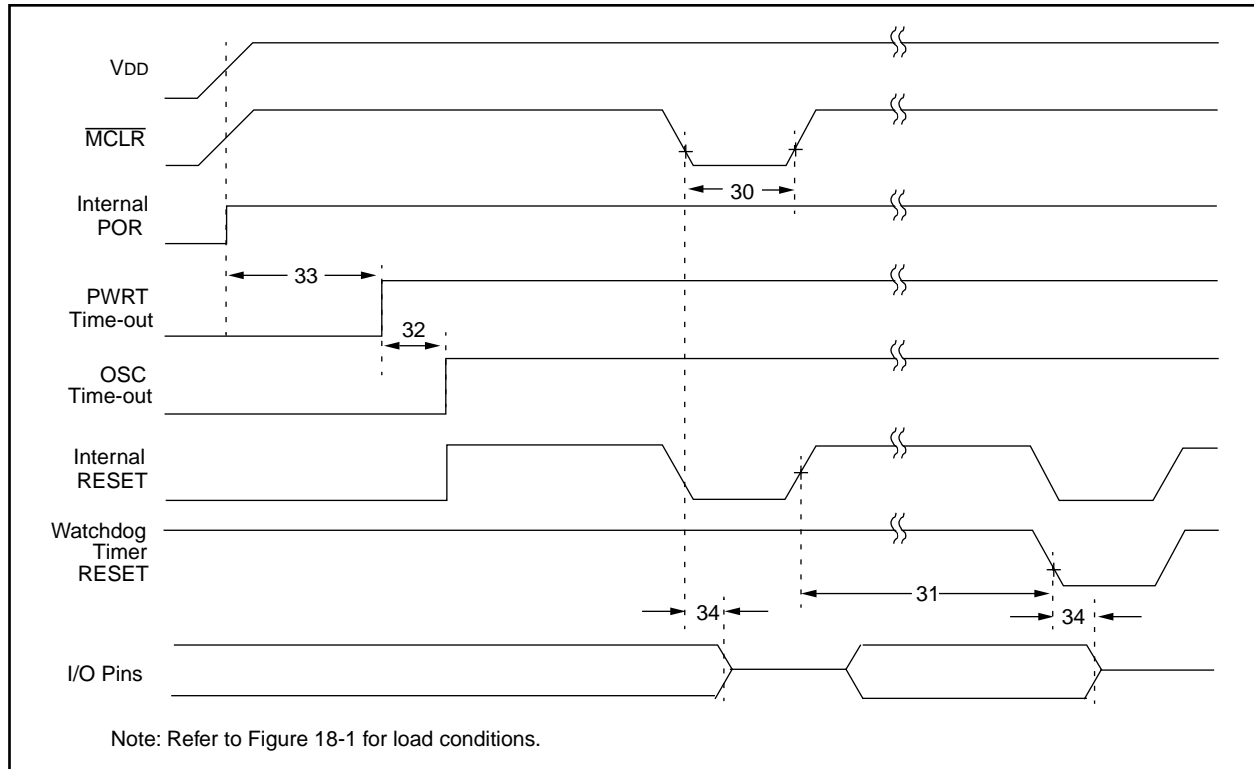 VDD
MCLR
Internal
POR
30
33
PWRT
Time-out
32
OSC
Time-out
Internal
RESET
Watchdog
Timer
RESET
31
34
34
I/O Pins
Note: Refer to Figure 18-1 for load conditions.